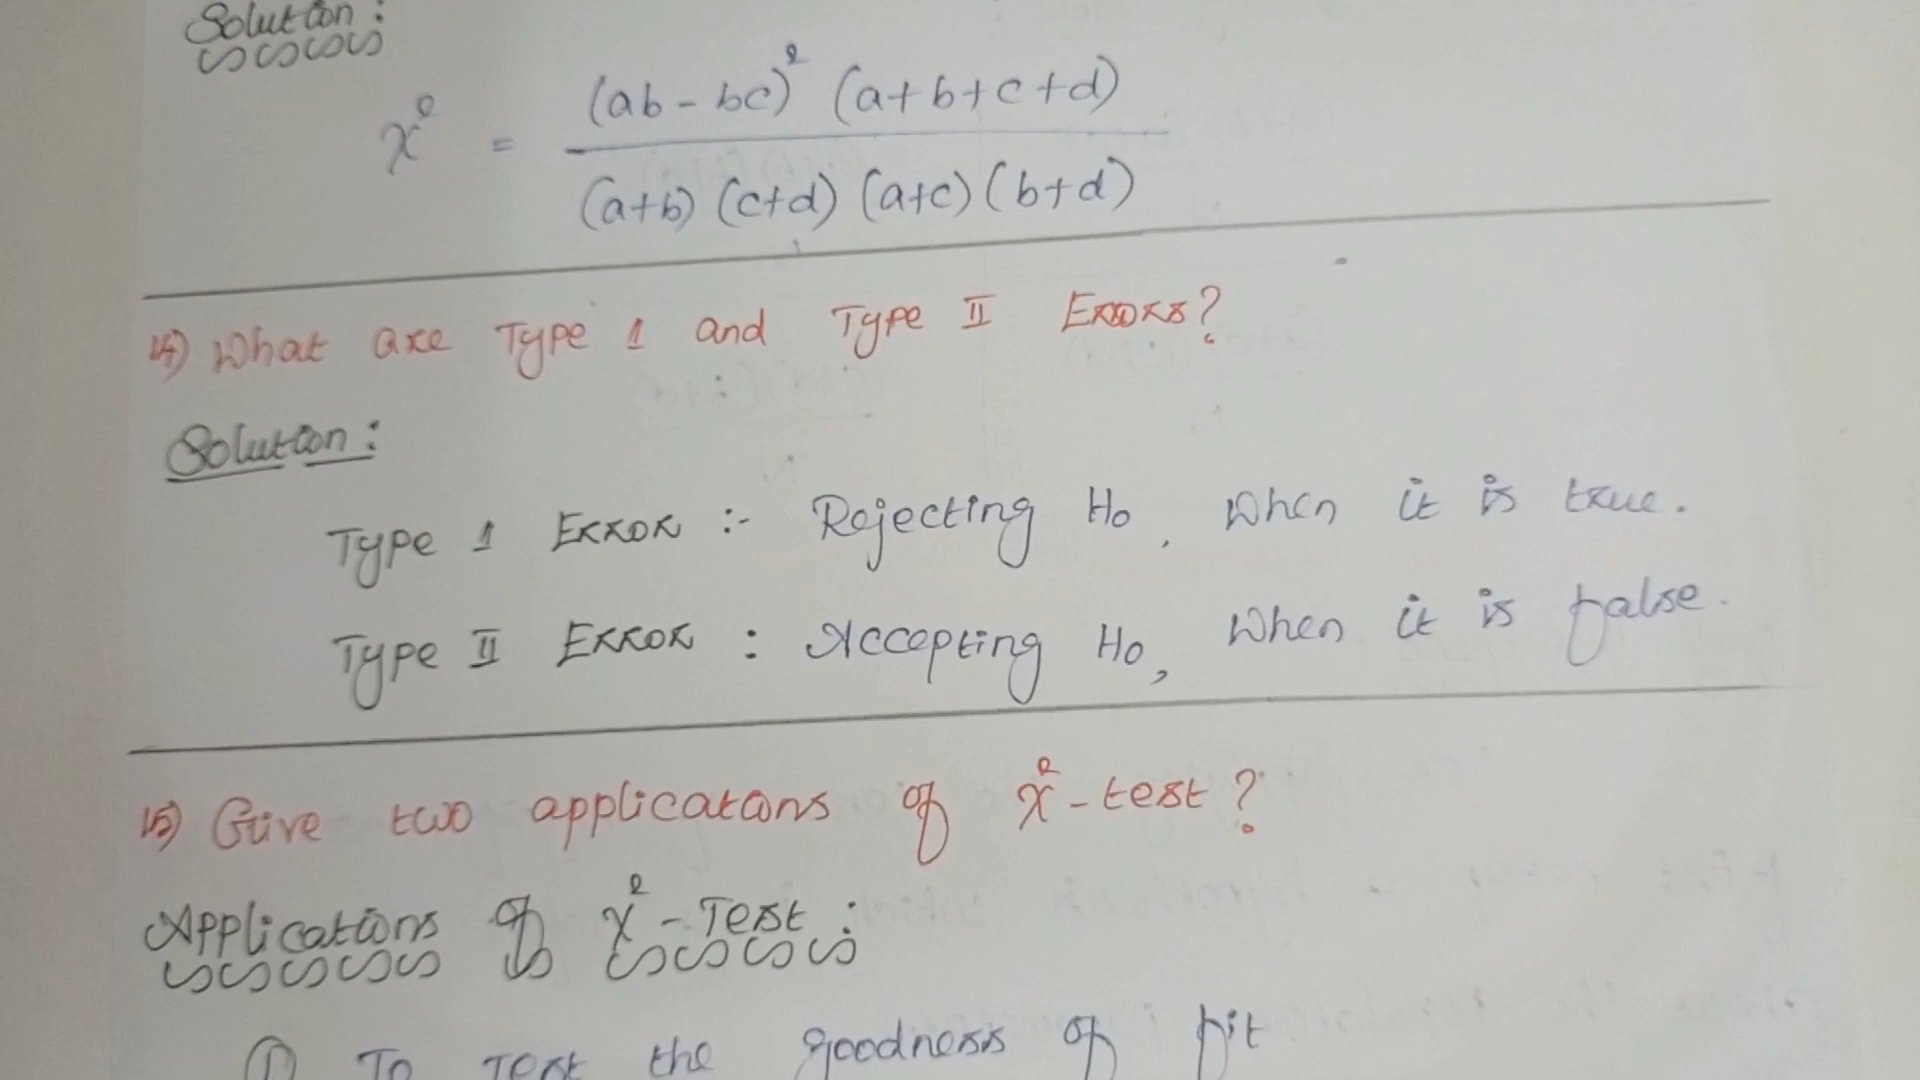 Solution :
χ² = (ab - bc)² (a+b+c+d) / (a+b) (c+d) (a+c) (b+d)
14) What are Type 1 and Type II Errors?
Solution :
Type 1 Error :- Rejecting H₀, when it is true.
Type II Error : Accepting H₀, when it is false.
15) Give two applications of χ²-test?
Applications of χ²-Test :
① To Test the goodness of fit